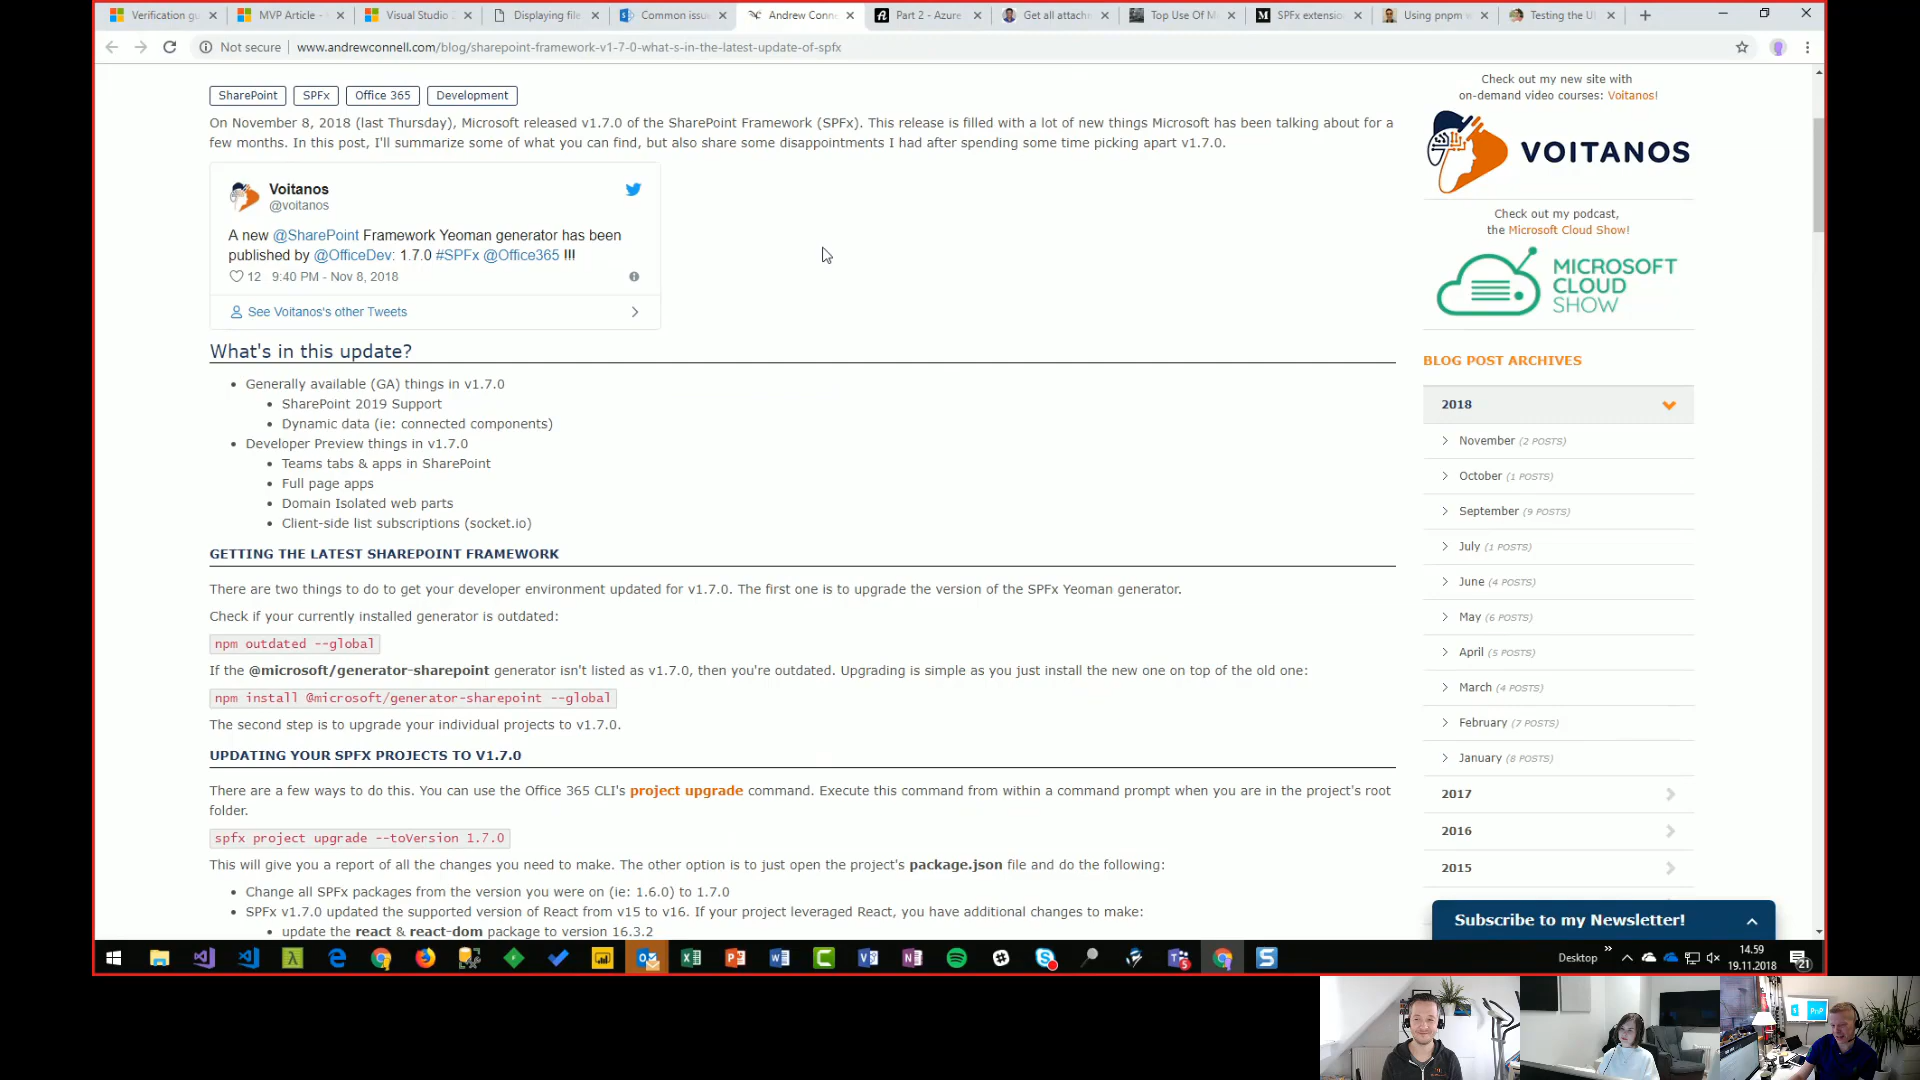 Verification gu
MVP Article -
Visual Studio 2
Displaying file
Common issu
Andrew Conne
Part 2 - Azure
Get all attach
Top Use Of M
SPFx extensio
Using pnpm w
Testing the UI
Not secure
www.andrewconnell.com/blog/sharepoint-framework-v1-7-0-what-s-in-the-latest-update-of-spfx
SharePoint SPFx Office 365 Development
On November 8, 2018 (last Thursday), Microsoft released v1.7.0 of the SharePoint Framework (SPFx). This release is filled with a lot of new things Microsoft has been talking about for a
few months. In this post, I'll summarize some of what you can find, but also share some disappointments I had after spending some time picking apart v1.7.0.
Voitanos
@voitanos
A new @SharePoint Framework Yeoman generator has been
published by @OfficeDev: 1.7.0 #SPFx @Office365 !!!
12 9:40 PM - Nov 8, 2018
See Voitanos's other Tweets
What's in this update?
• Generally available (GA) things in v1.7.0
• SharePoint 2019 Support
• Dynamic data (ie: connected components)
• Developer Preview things in v1.7.0
• Teams tabs & apps in SharePoint
• Full page apps
• Domain Isolated web parts
• Client-side list subscriptions (socket.io)
GETTING THE LATEST SHAREPOINT FRAMEWORK
There are two things to do to get your developer environment updated for v1.7.0. The first one is to upgrade the version of the SPFx Yeoman generator.
Check if your currently installed generator is outdated:
npm outdated --global
If the @microsoft/generator-sharepoint generator isn't listed as v1.7.0, then you're outdated. Upgrading is simple as you just install the new one on top of the old one:
npm install @microsoft/generator-sharepoint --global
The second step is to upgrade your individual projects to v1.7.0.
UPDATING YOUR SPFX PROJECTS TO V1.7.0
There are a few ways to do this. You can use the Office 365 CLI's project upgrade command. Execute this command from within a command prompt when you are in the project's root
folder.
spfx project upgrade --toVersion 1.7.0
This will give you a report of all the changes you need to make. The other option is to just open the project's package.json file and do the following:
• Change all SPFx packages from the version you were on (ie: 1.6.0) to 1.7.0
• SPFx v1.7.0 updated the supported version of React from v15 to v16. If your project leveraged React, you have additional changes to make:
• update the react & react-dom package to version 16.3.2
Check out my new site with
on-demand video courses: Voitanos!
VOITANOS
Check out my podcast,
the Microsoft Cloud Show!
MICROSOFT
CLOUD
SHOW
BLOG POST ARCHIVES
2018
November (2 POSTS)
October (1 POSTS)
September (9 POSTS)
July (1 POSTS)
June (4 POSTS)
May (6 POSTS)
April (5 POSTS)
March (4 POSTS)
February (7 POSTS)
January (8 POSTS)
2017
2016
2015
Subscribe to my Newsletter!
Desktop
14.59
19.11.2018
21
PnP